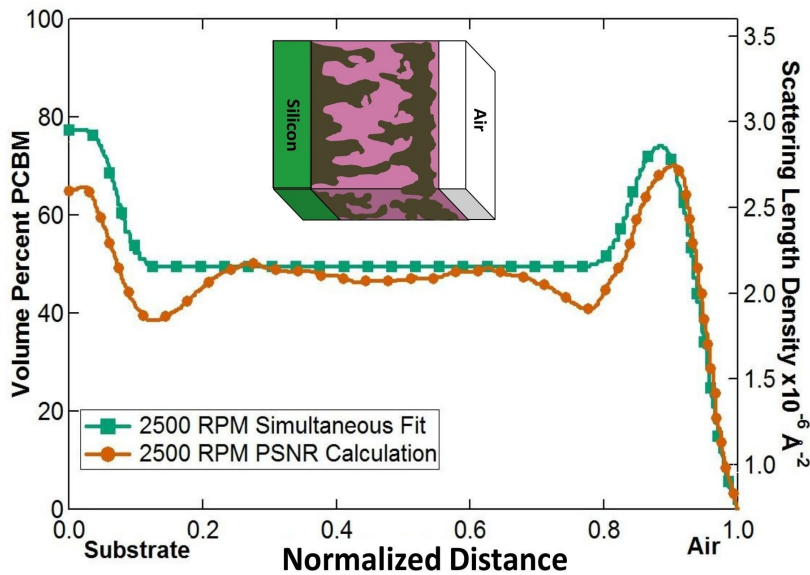 100
80
60
40
20
0
Volume Percent PCBM
3.5
3.0
2.5
2.0
1.5
1.0
Scattering Length Density x10⁻⁶ Å⁻²
Silicon
Air
2500 RPM Simultaneous Fit
2500 RPM PSNR Calculation
0.0 0.2 0.4 0.6 0.8 1.0
Substrate Air
Normalized Distance